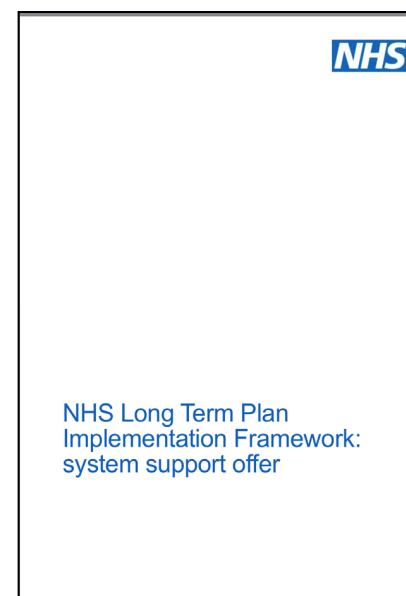 NHS
NHS Long Term Plan
Implementation Framework:
system support offer